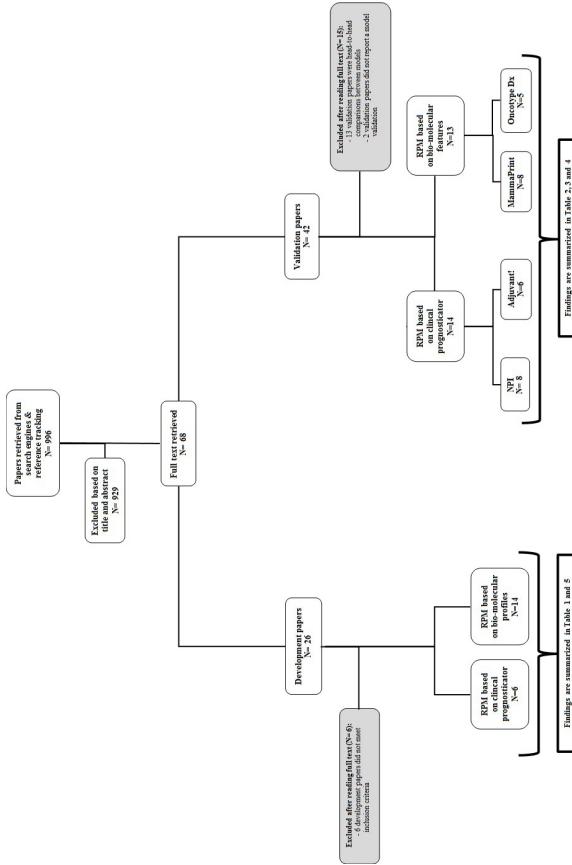 Papers retrieved from
search engines &
reference tracking
N= 996
Excluded based on
title and abstract
N= 929
Full text retrieved
N= 68
Development papers
N= 26
Excluded after reading full text (N= 6):
- 6 development papers did not meet
inclusion criteria
RPM based
on clincal
prognosticator
N=6
RPM based
on bio-molecular
profiles
N=14
Findings are summarized in Table 1 and 5
Validation papers
N= 42
Excluded after reading full text (N= 15):
- 13 validation papers were head-to-head
comparisons between models
- 2 validation papers did not report a model
validation
RPM based
on clincal
prognosticator
N=14
RPM based
on bio-molecular
features
N=13
NPI
N= 8
Adjuvant!
N=6
MammaPrint
N=8
Oncotype Dx
N=5
Findings are summarized in Table 2, 3 and 4